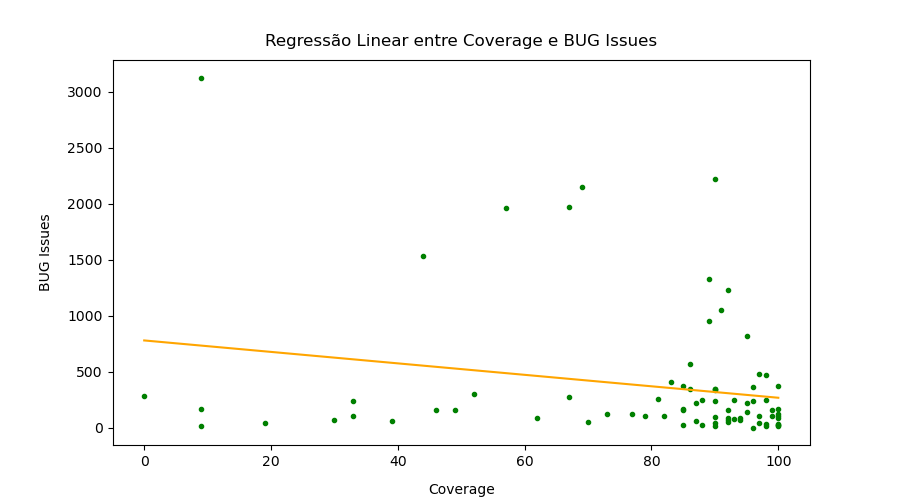 Regressão Linear entre Coverage e BUG Issues
3000
2500
2000
1500
1000
500
0
BUG Issues
0 20 40 60 80 100
Coverage